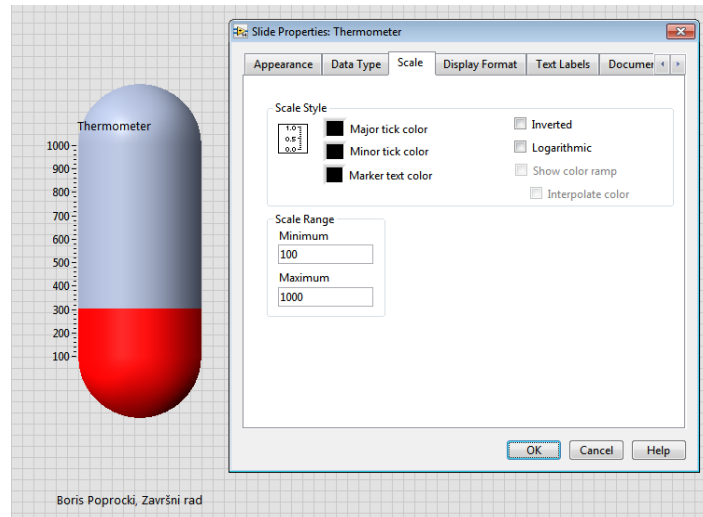 Slide Properties: Thermometer
Appearance Data Type Scale Display Format Text Labels Documer
Thermometer
1000
900
800
700
600
500
400
300
200
100
Scale Style
1.0
0.5
0.0
Major tick color
Minor tick color
Marker text color
Inverted
Logarithmic
Show color ramp
Interpolate color
Scale Range
Minimum
100
Maximum
1000
OK Cancel Help
Boris Poprocki, Završni rad